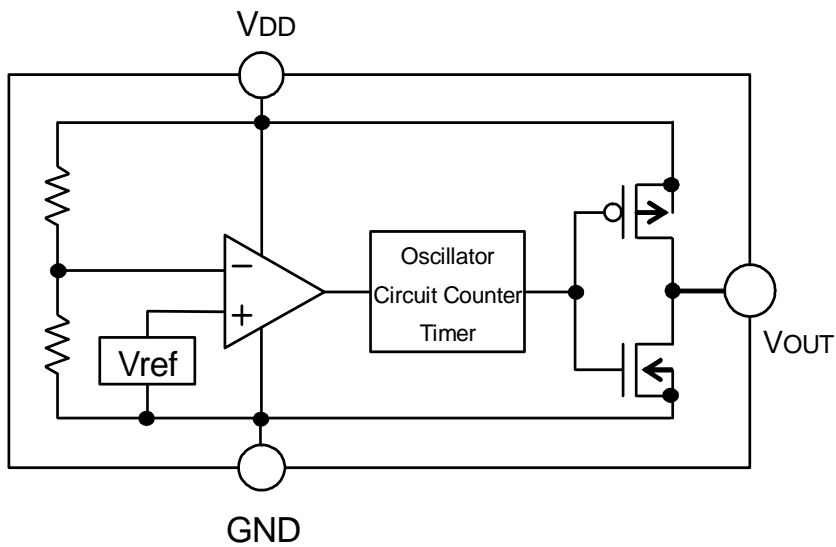 VDD
−
+
Vref
Oscillator
Circuit Counter
Timer
VOUT
GND